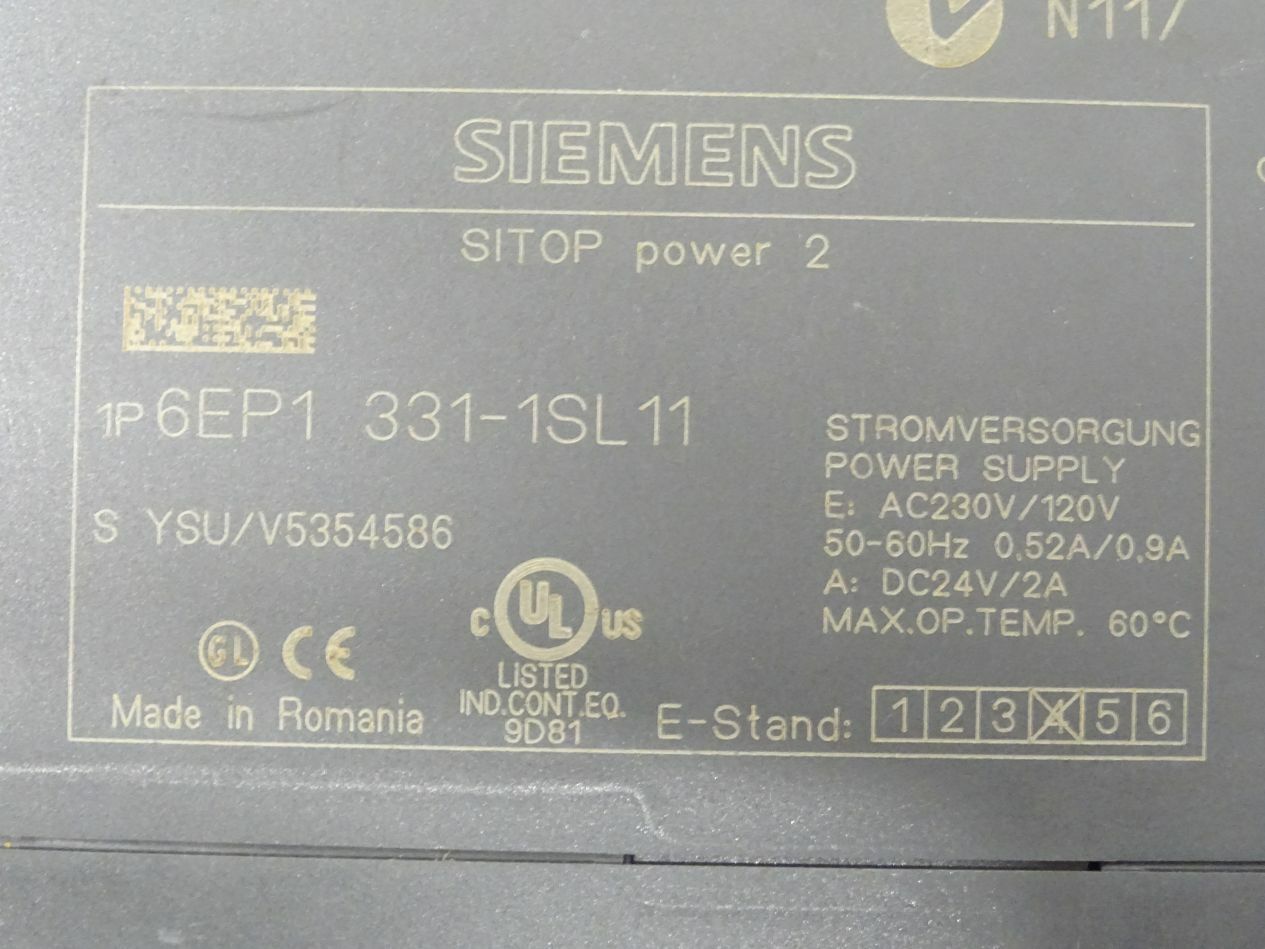 N117
SIEMENS
SITOP power 2
1P 6EP1 331-1SL11
S YSU/V5354586
STROMVERSORGUNG
POWER SUPPLY
E: AC230V/120V
50-60Hz 0,52A/0,9A
A: DC24V/2A
MAX.OP.TEMP. 60°C
GL CE
Made in Romania
C UL US
LISTED
IND.CONT.EQ.
9D81
E-Stand: 1 2 3 4 5 6